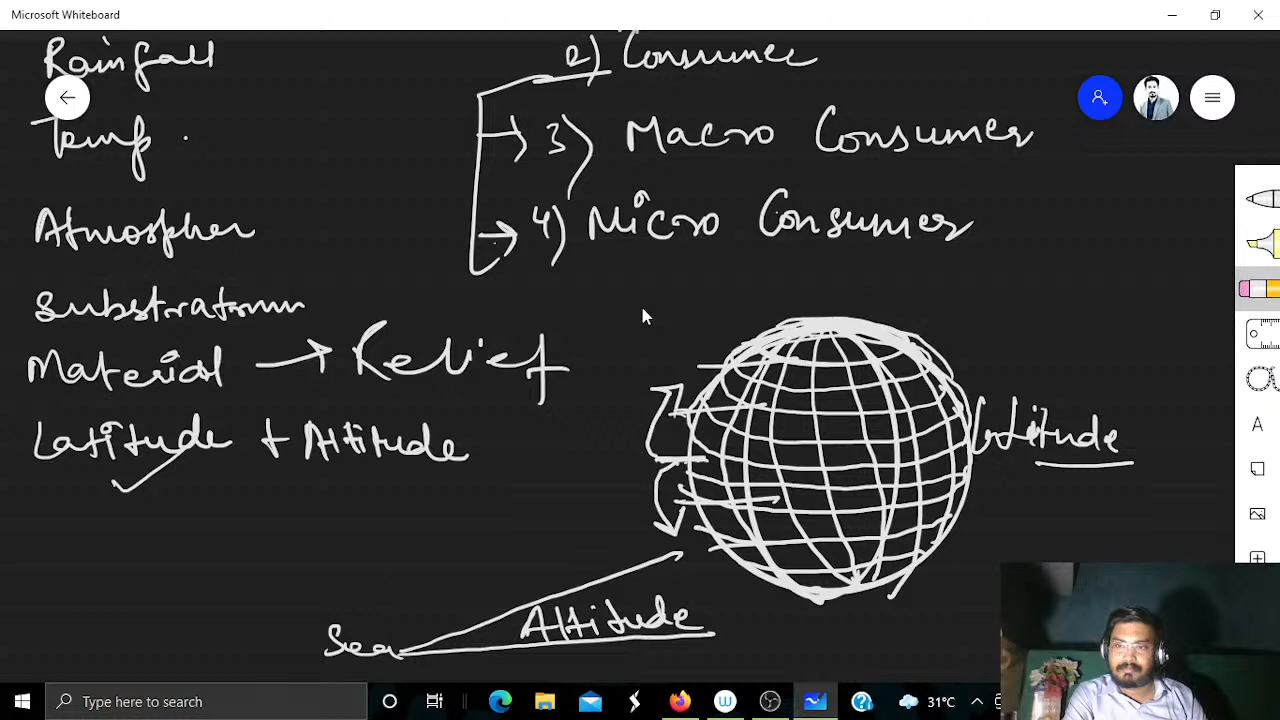 Microsoft Whiteboard
Rainfall
Temp.
Atmospher
Substratum
Material → Relief
Latitude + Altitude
2) Consumer
3) Macro Consumer
4) Micro Consumer
Latitude
Altitude
Sea
A
Type here to search
31°C